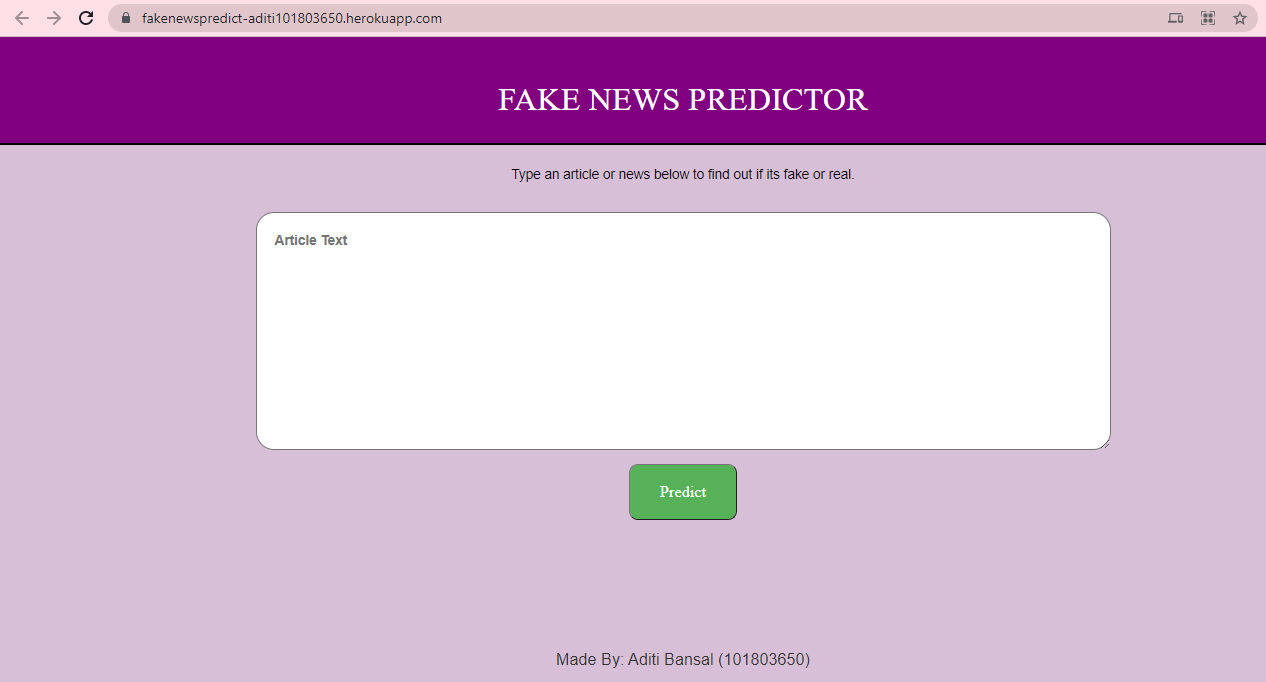 fakenewspredict-aditi101803650.herokuapp.com
FAKE NEWS PREDICTOR
Type an article or news below to find out if its fake or real.
Article Text
Predict
Made By: Aditi Bansal (101803650)